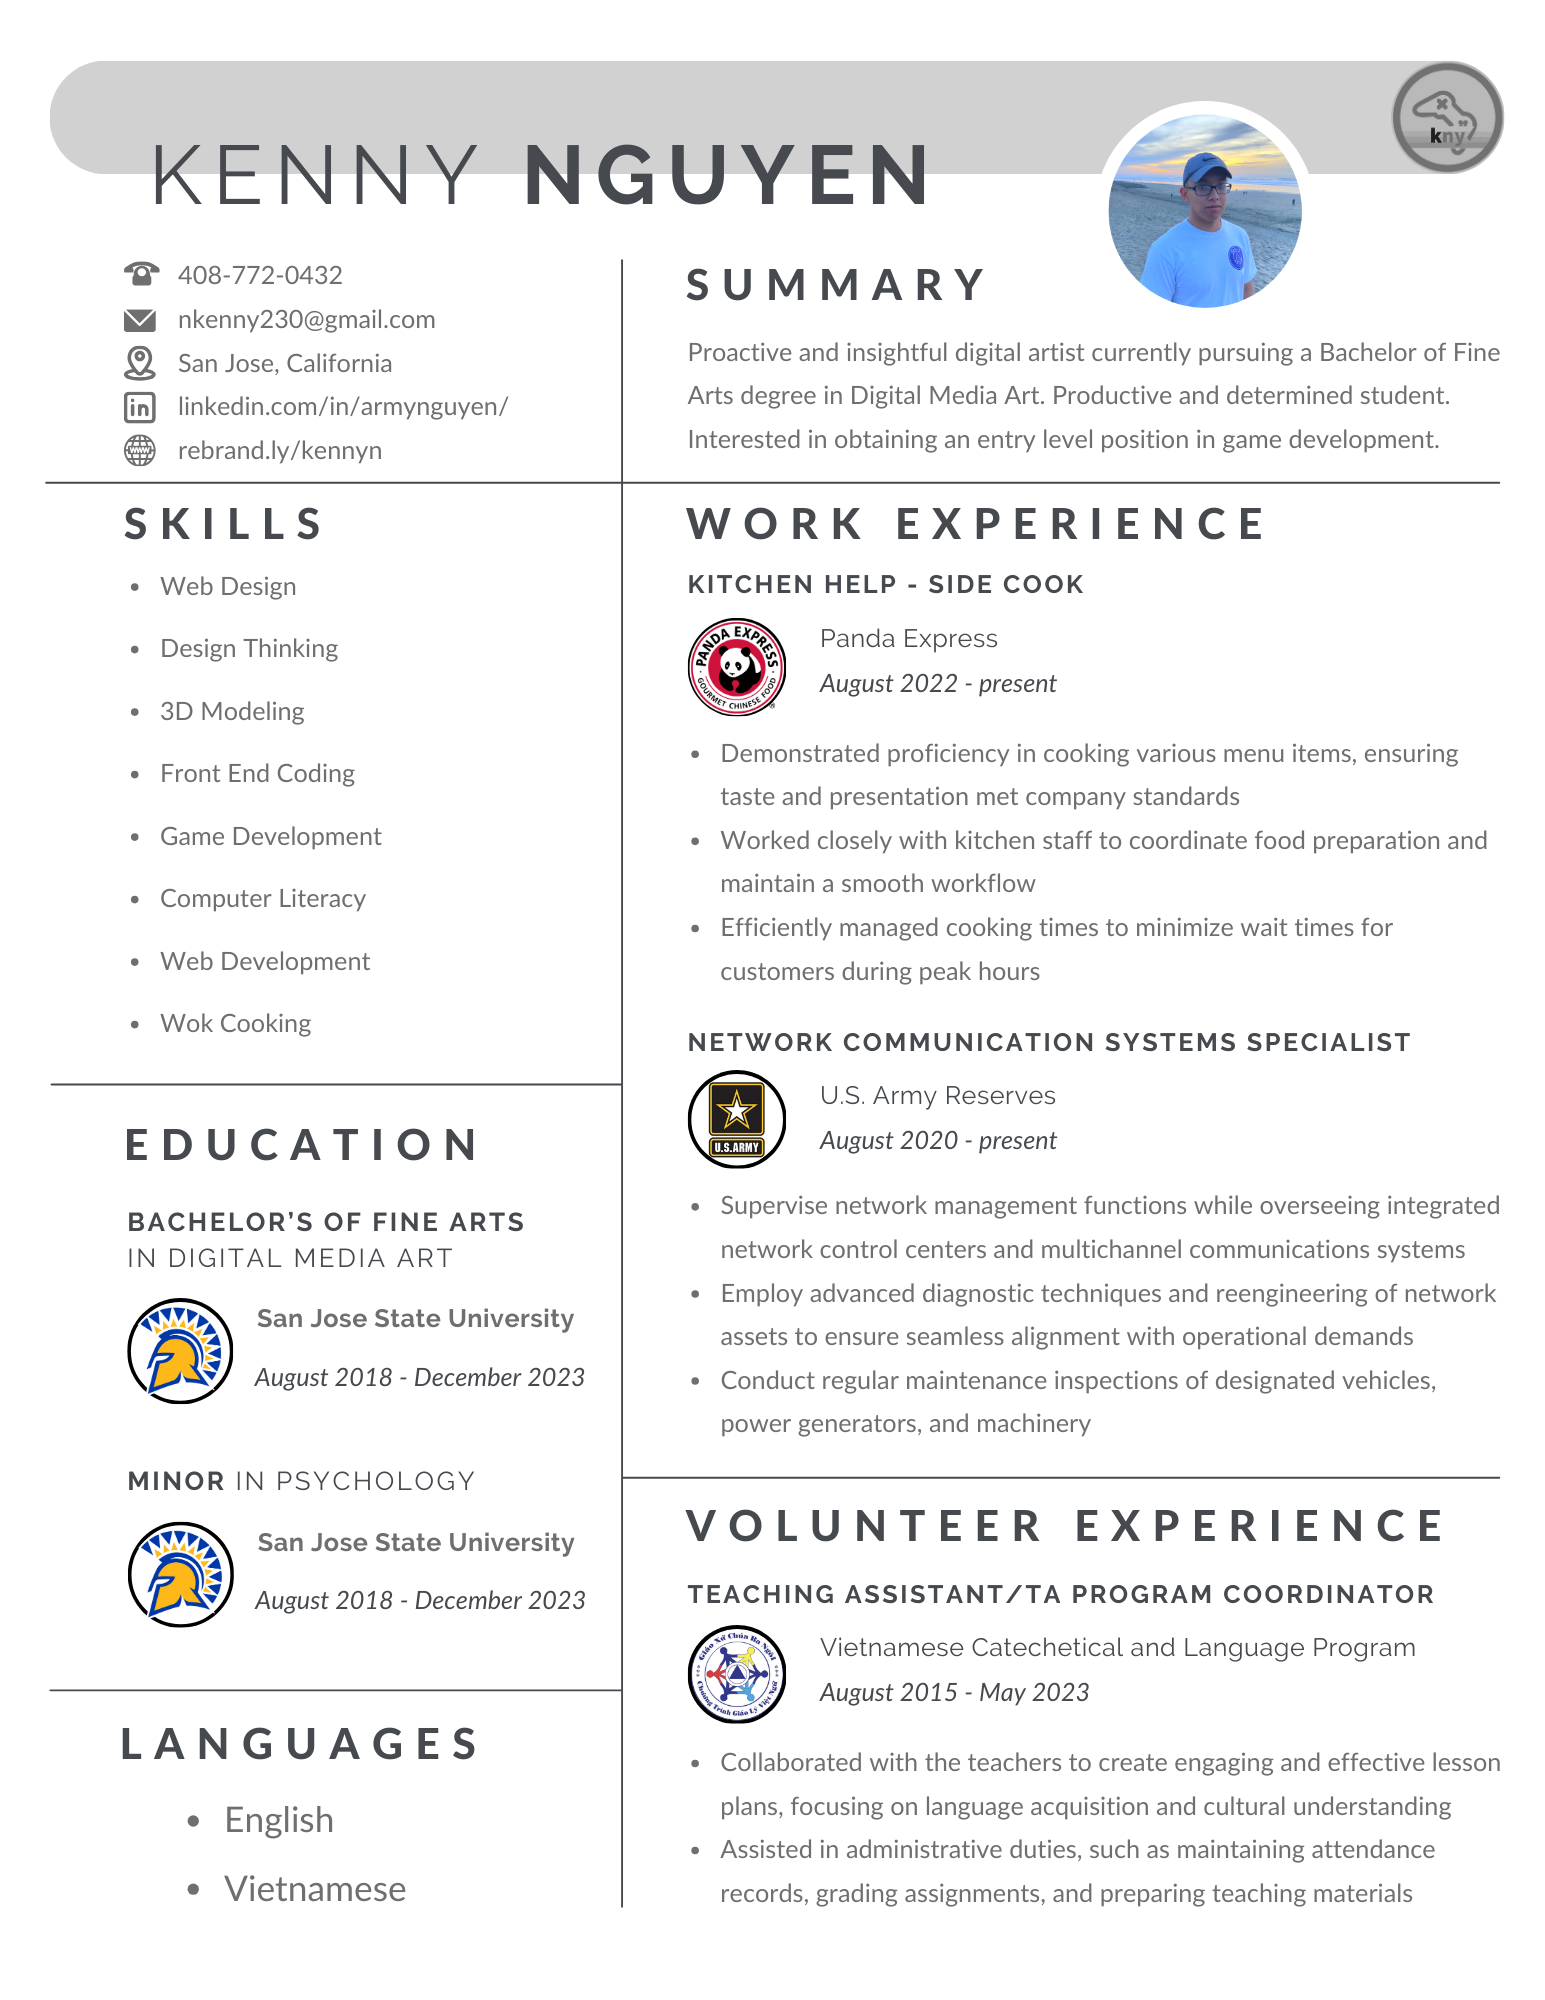 KENNY NGUYEN
kny
408-772-0432
nkenny230@gmail.com
San Jose, California
linkedin.com/in/armynguyen/
rebrand.ly/kennyn
SUMMARY
Proactive and insightful digital artist currently pursuing a Bachelor of Fine
Arts degree in Digital Media Art. Productive and determined student.
Interested in obtaining an entry level position in game development.
SKILLS
• Web Design
• Design Thinking
• 3D Modeling
• Front End Coding
• Game Development
• Computer Literacy
• Web Development
• Wok Cooking
EDUCATION
BACHELOR'S OF FINE ARTS
IN DIGITAL MEDIA ART
San Jose State University
August 2018 - December 2023
MINOR IN PSYCHOLOGY
San Jose State University
August 2018 - December 2023
LANGUAGES
• English
• Vietnamese
WORK EXPERIENCE
KITCHEN HELP - SIDE COOK
PANDA EXPRESS
GOURMET CHINESE FOOD
®
Panda Express
August 2022 - present
• Demonstrated proficiency in cooking various menu items, ensuring
taste and presentation met company standards
• Worked closely with kitchen staff to coordinate food preparation and
maintain a smooth workflow
• Efficiently managed cooking times to minimize wait times for
customers during peak hours
NETWORK COMMUNICATION SYSTEMS SPECIALIST
U.S.ARMY
U.S. Army Reserves
August 2020 - present
• Supervise network management functions while overseeing integrated
network control centers and multichannel communications systems
• Employ advanced diagnostic techniques and reengineering of network
assets to ensure seamless alignment with operational demands
• Conduct regular maintenance inspections of designated vehicles,
power generators, and machinery
VOLUNTEER EXPERIENCE
TEACHING ASSISTANT/TA PROGRAM COORDINATOR
Giáo Xứ Chúa Ba Ngôi
Chương Trình Giáo Lý Việt Ngữ
Vietnamese Catechetical and Language Program
August 2015 - May 2023
• Collaborated with the teachers to create engaging and effective lesson
plans, focusing on language acquisition and cultural understanding
• Assisted in administrative duties, such as maintaining attendance
records, grading assignments, and preparing teaching materials